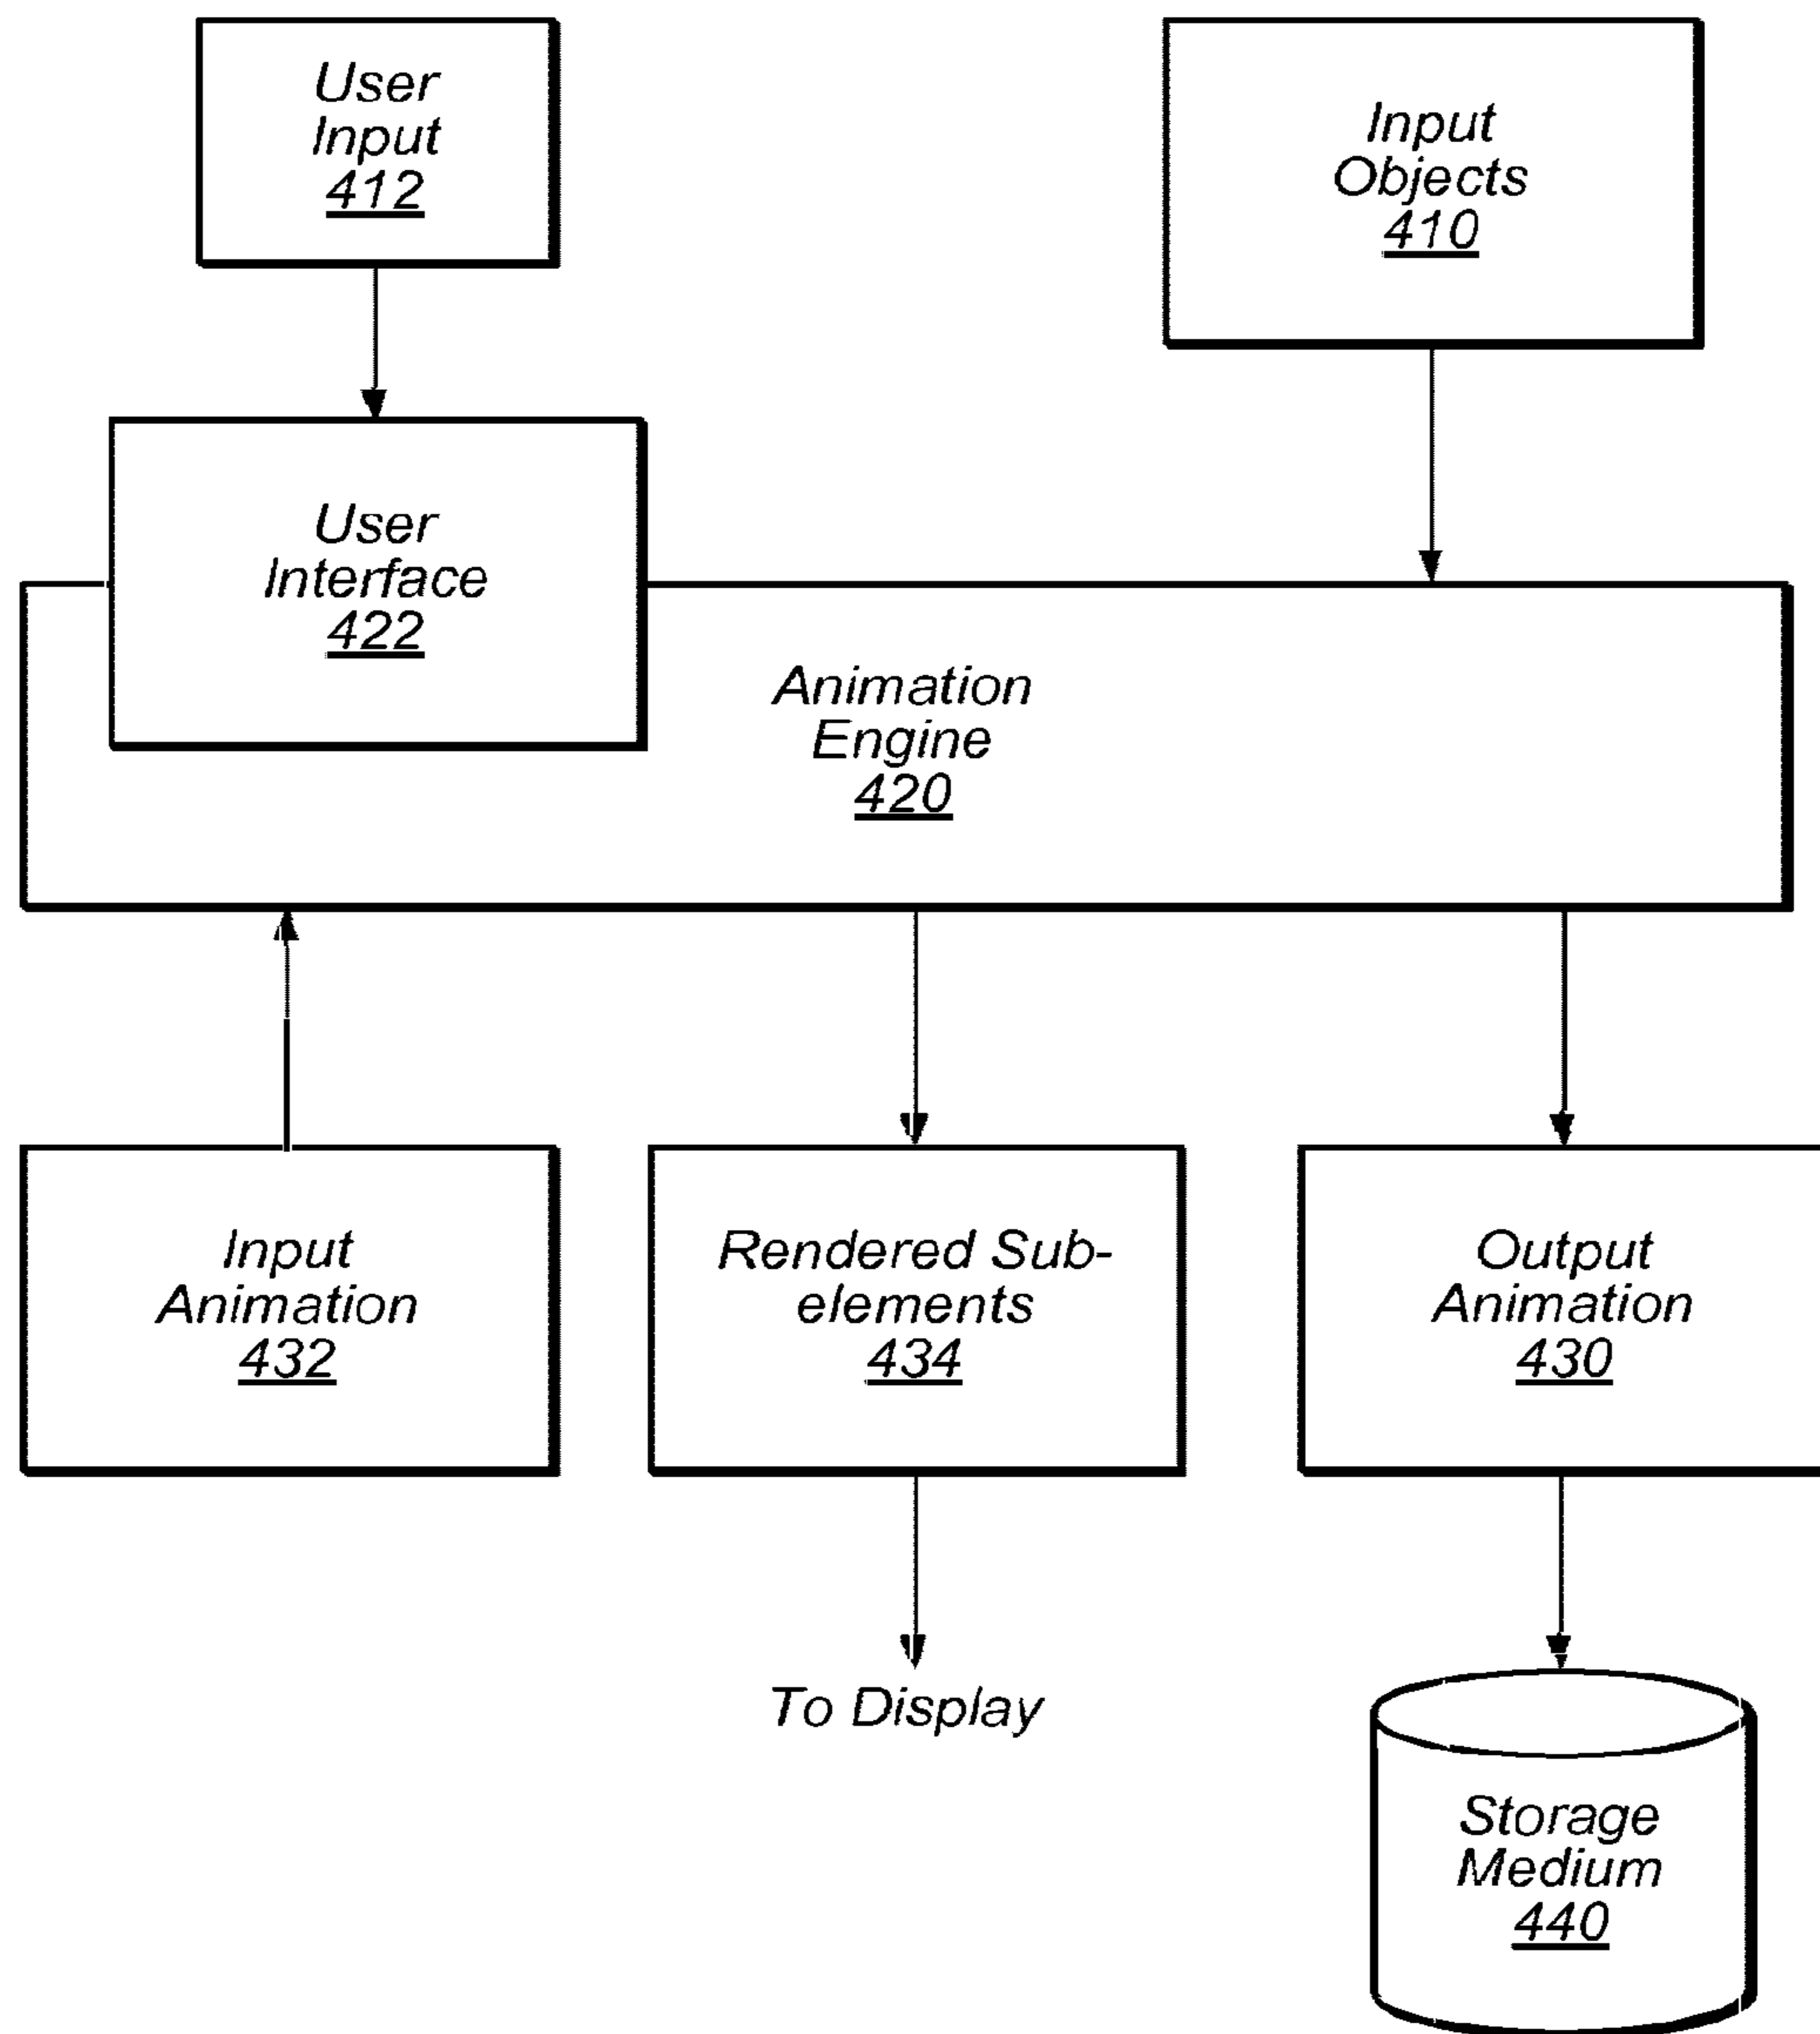 User
Input
412
Input
Objects
410
User
Interface
422
Animation
Engine
420
Input
Animation
432
Rendered Sub-
elements
434
Output
Animation
430
To Display
Storage
Medium
440